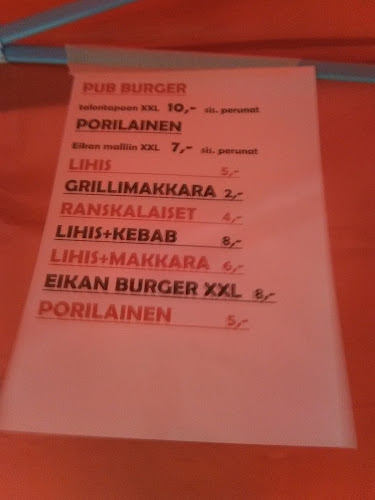 PUB BURGER
talontapaan XXL 10,- sis. perunat
PORILAINEN
Eikan malliin XXL 7,- sis. perunat
LIHIS 5,-
GRILLIMAKKARA 2,-
RANSKALAISET 4,-
LIHIS+KEBAB 8,-
LIHIS+MAKKARA 6,-
EIKAN BURGER XXL 8,-
PORILAINEN 5,-